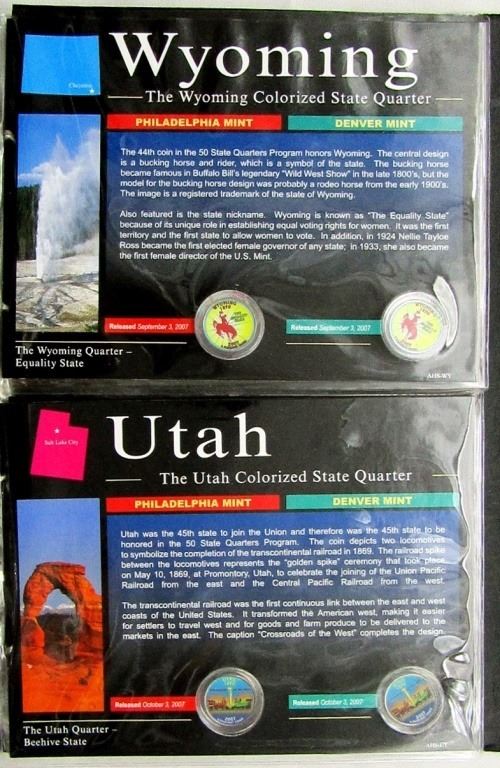 Wyoming
Cheyenne
The Wyoming Colorized State Quarter
PHILADELPHIA MINT DENVER MINT
The 44th coin in the 50 State Quarters Program honors Wyoming. The central design
is a bucking horse and rider, which is a symbol of the state. The bucking horse
became famous in Buffalo Bill's legendary "Wild West Show" in the late 1800's, but the
model for the bucking horse design was probably a rodeo horse from the early 1900's.
The image is a registered trademark of the state of Wyoming.
Also featured is the state nickname. Wyoming is known as "The Equality State"
because of its unique role in establishing equal voting rights for women. It was the first
territory and the first state to allow women to vote. In addition, in 1924 Nellie Tayloe
Ross became the first elected female governor of any state; in 1933, she also became
the first female director of the U.S. Mint.
Released September 3, 2007
WYOMING
1890
Released September 3, 2007
WYOMING
1890
The Wyoming Quarter –
Equality State
AHS-WY
Utah
Salt Lake City
The Utah Colorized State Quarter
PHILADELPHIA MINT DENVER MINT
Utah was the 45th state to join the Union and therefore was the 45th state to be
honored in the 50 State Quarters Program. The coin depicts two locomotives
to symbolize the completion of the transcontinental railroad in 1869. The railroad spike
between the locomotives represents the "golden spike" ceremony that took place
on May 10, 1869, at Promontory, Utah, to celebrate the joining of the Union Pacific
Railroad from the east and the Central Pacific Railroad from the west.
The transcontinental railroad was the first continuous link between the east and west
coasts of the United States. It transformed the American west, making it easier
for settlers to travel west and for goods and farm produce to be delivered to the
markets in the east. The caption "Crossroads of the West" completes the design.
Released October 3, 2007
UTAH
2007
Released October 3, 2007
2007
The Utah Quarter –
Beehive State
AHS-UT